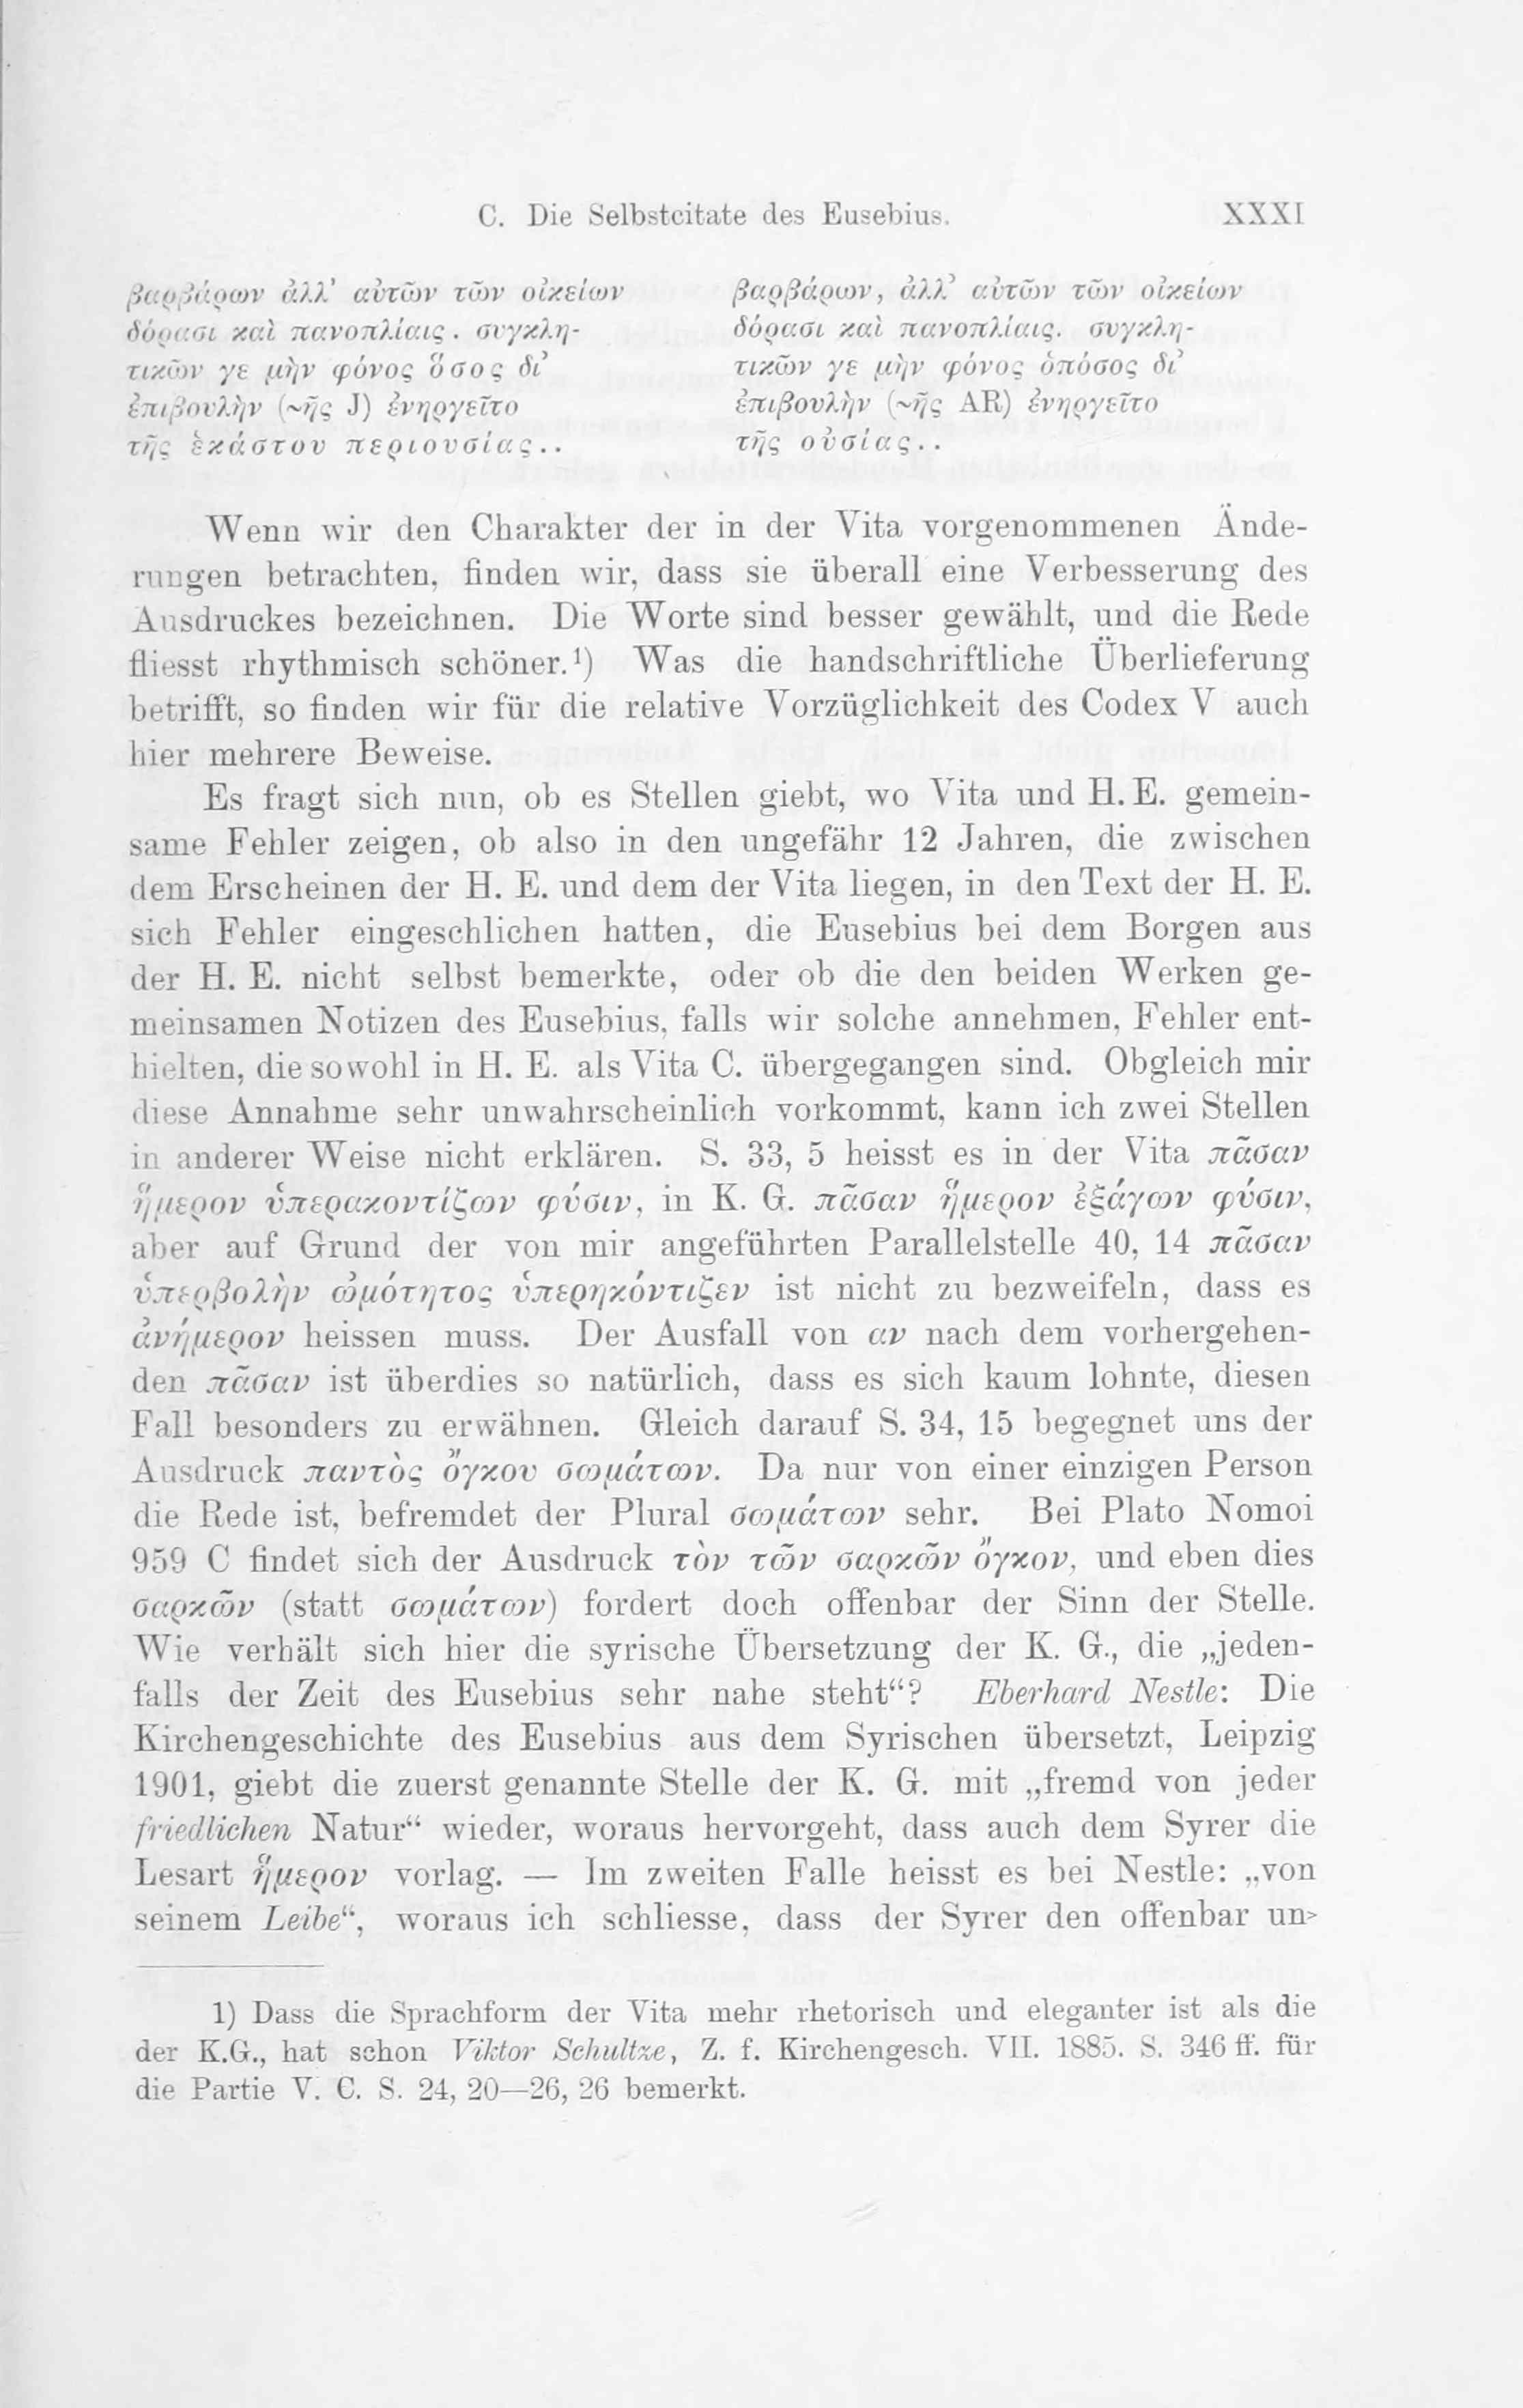 C. Die Selbstcitate des Eusebius. XXXI
βαρβάρων ἀλλ' αὐτῶν τῶν οἰκείων
δόρασι καὶ πανοπλίαις. συγκλη-
τικῶν γε μὴν φόνος ὅσος δι'
ἐπιβουλὴν (~ῆς J) ἐνηργεῖτο
τῆς ἑκάστου περιουσίας..
βαρβάρων, ἀλλ' αὐτῶν τῶν οἰκείων
δόρασι καὶ πανοπλίαις. συγκλη-
τικῶν γε μὴν φόνος ὁπόσος δι'
ἐπιβουλὴν (~ῆς AR) ἐνηργεῖτο
τῆς οὐσίας..
Wenn wir den Charakter der in der Vita vorgenommenen Ände-
rungen betrachten, finden wir, dass sie überall eine Verbesserung des
Ausdruckes bezeichnen. Die Worte sind besser gewählt, und die Rede
fliesst rhythmisch schöner.¹) Was die handschriftliche Überlieferung
betrifft, so finden wir für die relative Vorzüglichkeit des Codex V auch
hier mehrere Beweise.
Es fragt sich nun, ob es Stellen giebt, wo Vita und H. E. gemein-
same Fehler zeigen, ob also in den ungefähr 12 Jahren, die zwischen
dem Erscheinen der H. E. und dem der Vita liegen, in den Text der H. E.
sich Fehler eingeschlichen hatten, die Eusebius bei dem Borgen aus
der H. E. nicht selbst bemerkte, oder ob die den beiden Werken ge-
meinsamen Notizen des Eusebius, falls wir solche annehmen, Fehler ent-
hielten, die sowohl in H. E. als Vita C. übergegangen sind. Obgleich mir
diese Annahme sehr unwahrscheinlich vorkommt, kann ich zwei Stellen
in anderer Weise nicht erklären. S. 33, 5 heisst es in der Vita πᾶσαν
ἥμερον ὑπερακοντίζων φύσιν, in K. G. πᾶσαν ἥμερον ἐξάγων φύσιν,
aber auf Grund der von mir angeführten Parallelstelle 40, 14 πᾶσαν
ὑπερβολὴν ὠμότητος ὑπερηκόντιζεν ist nicht zu bezweifeln, dass es
ἀνήμερον heissen muss. Der Ausfall von αν nach dem vorhergehen-
den πᾶσαν ist überdies so natürlich, dass es sich kaum lohnte, diesen
Fall besonders zu erwähnen. Gleich darauf S. 34, 15 begegnet uns der
Ausdruck παντὸς ὄγκου σωμάτων. Da nur von einer einzigen Person
die Rede ist, befremdet der Plural σωμάτων sehr. Bei Plato Nomoi
959 C findet sich der Ausdruck τὸν τῶν σαρκῶν ὄγκον, und eben dies
σαρκῶν (statt σωμάτων) fordert doch offenbar der Sinn der Stelle.
Wie verhält sich hier die syrische Übersetzung der K. G., die „jeden-
falls der Zeit des Eusebius sehr nahe steht“? Eberhard Nestle: Die
Kirchengeschichte des Eusebius aus dem Syrischen übersetzt, Leipzig
1901, giebt die zuerst genannte Stelle der K. G. mit „fremd von jeder
friedlichen Natur“ wieder, woraus hervorgeht, dass auch dem Syrer die
Lesart ἥμερον vorlag. — Im zweiten Falle heisst es bei Nestle: „von
seinem Leibe“, woraus ich schliesse, dass der Syrer den offenbar un-
1) Dass die Sprachform der Vita mehr rhetorisch und eleganter ist als die
der K.G., hat schon Viktor Schultze, Z. f. Kirchengesch. VII. 1885. S. 346 ff. für
die Partie V. C. S. 24, 20—26, 26 bemerkt.